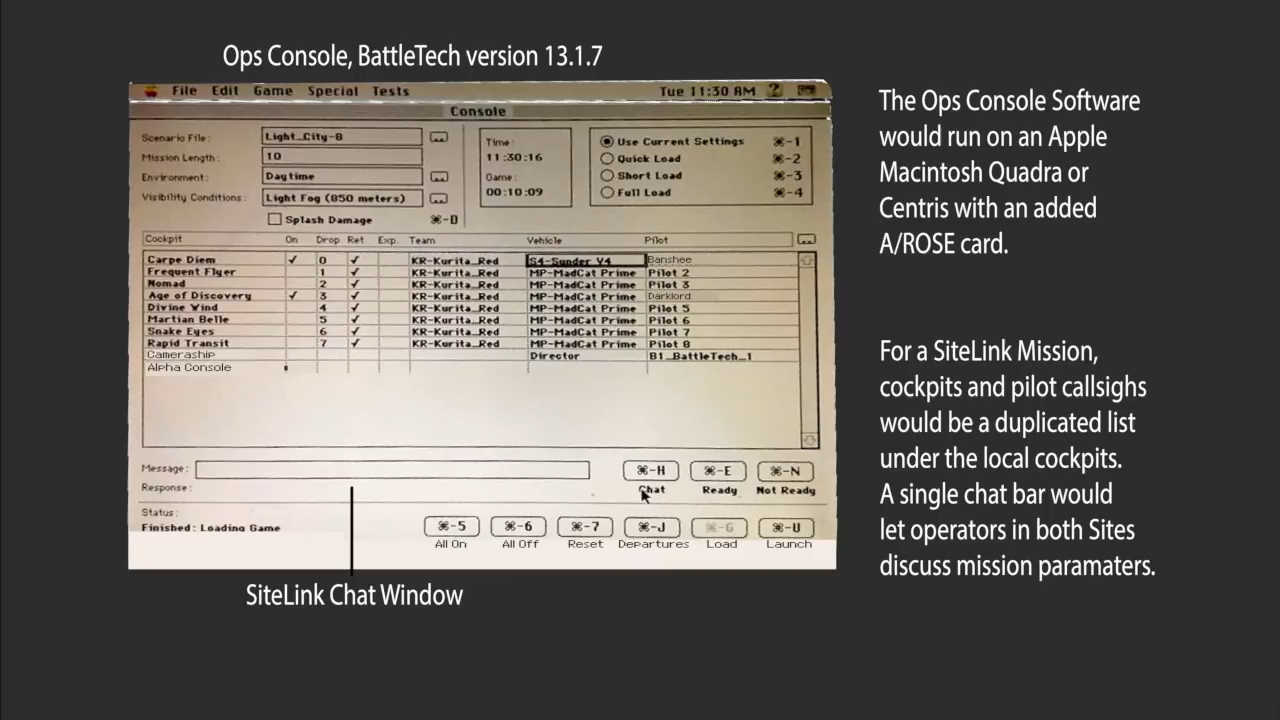 Ops Console, BattleTech version 13.1.7
File Edit Game Special Tests Tue 11:30 AM
Console
Scenario File: Light_City-B
Mission Length: 10
Environment: Daytime
Visibility Conditions: Light Fog (850 meters)
Splash Damage ⌘-D
Time:
11:30:16
Game:
00:10:09
Use Current Settings ⌘-1
Quick Load ⌘-2
Short Load ⌘-3
Full Load ⌘-4
Cockpit On Drop Ret Exp. Team Vehicle Pilot
Carpe Diem ✓ 0 ✓ KR-Kurita_Red S4-Sunder V4 Banshee
Frequent Flyer 1 ✓ KR-Kurita_Red MP-MadCat Prime Pilot 2
Nomad 2 ✓ KR-Kurita_Red MP-MadCat Prime Pilot 3
Age of Discovery ✓ 3 ✓ KR-Kurita_Red MP-MadCat Prime Darklord
Divine Wind 4 ✓ KR-Kurita_Red MP-MadCat Prime Pilot 5
Martian Belle 5 ✓ KR-Kurita_Red MP-MadCat Prime Pilot 6
Snake Eyes 6 ✓ KR-Kurita_Red MP-MadCat Prime Pilot 7
Rapid Transit 7 ✓ KR-Kurita_Red MP-MadCat Prime Pilot 8
Cameraship Director B1_BattleTech_1
Alpha Console
Message:
Response:
⌘-H ⌘-E ⌘-N
Chat Ready Not Ready
Status:
Finished: Loading Game
⌘-5 ⌘-6 ⌘-7 ⌘-J ⌘-G ⌘-U
All On All Off Reset Departures Load Launch
SiteLink Chat Window
The Ops Console Software
would run on an Apple
Macintosh Quadra or
Centris with an added
A/ROSE card.
For a SiteLink Mission,
cockpits and pilot callsighs
would be a duplicated list
under the local cockpits.
A single chat bar would
let operators in both Sites
discuss mission paramaters.